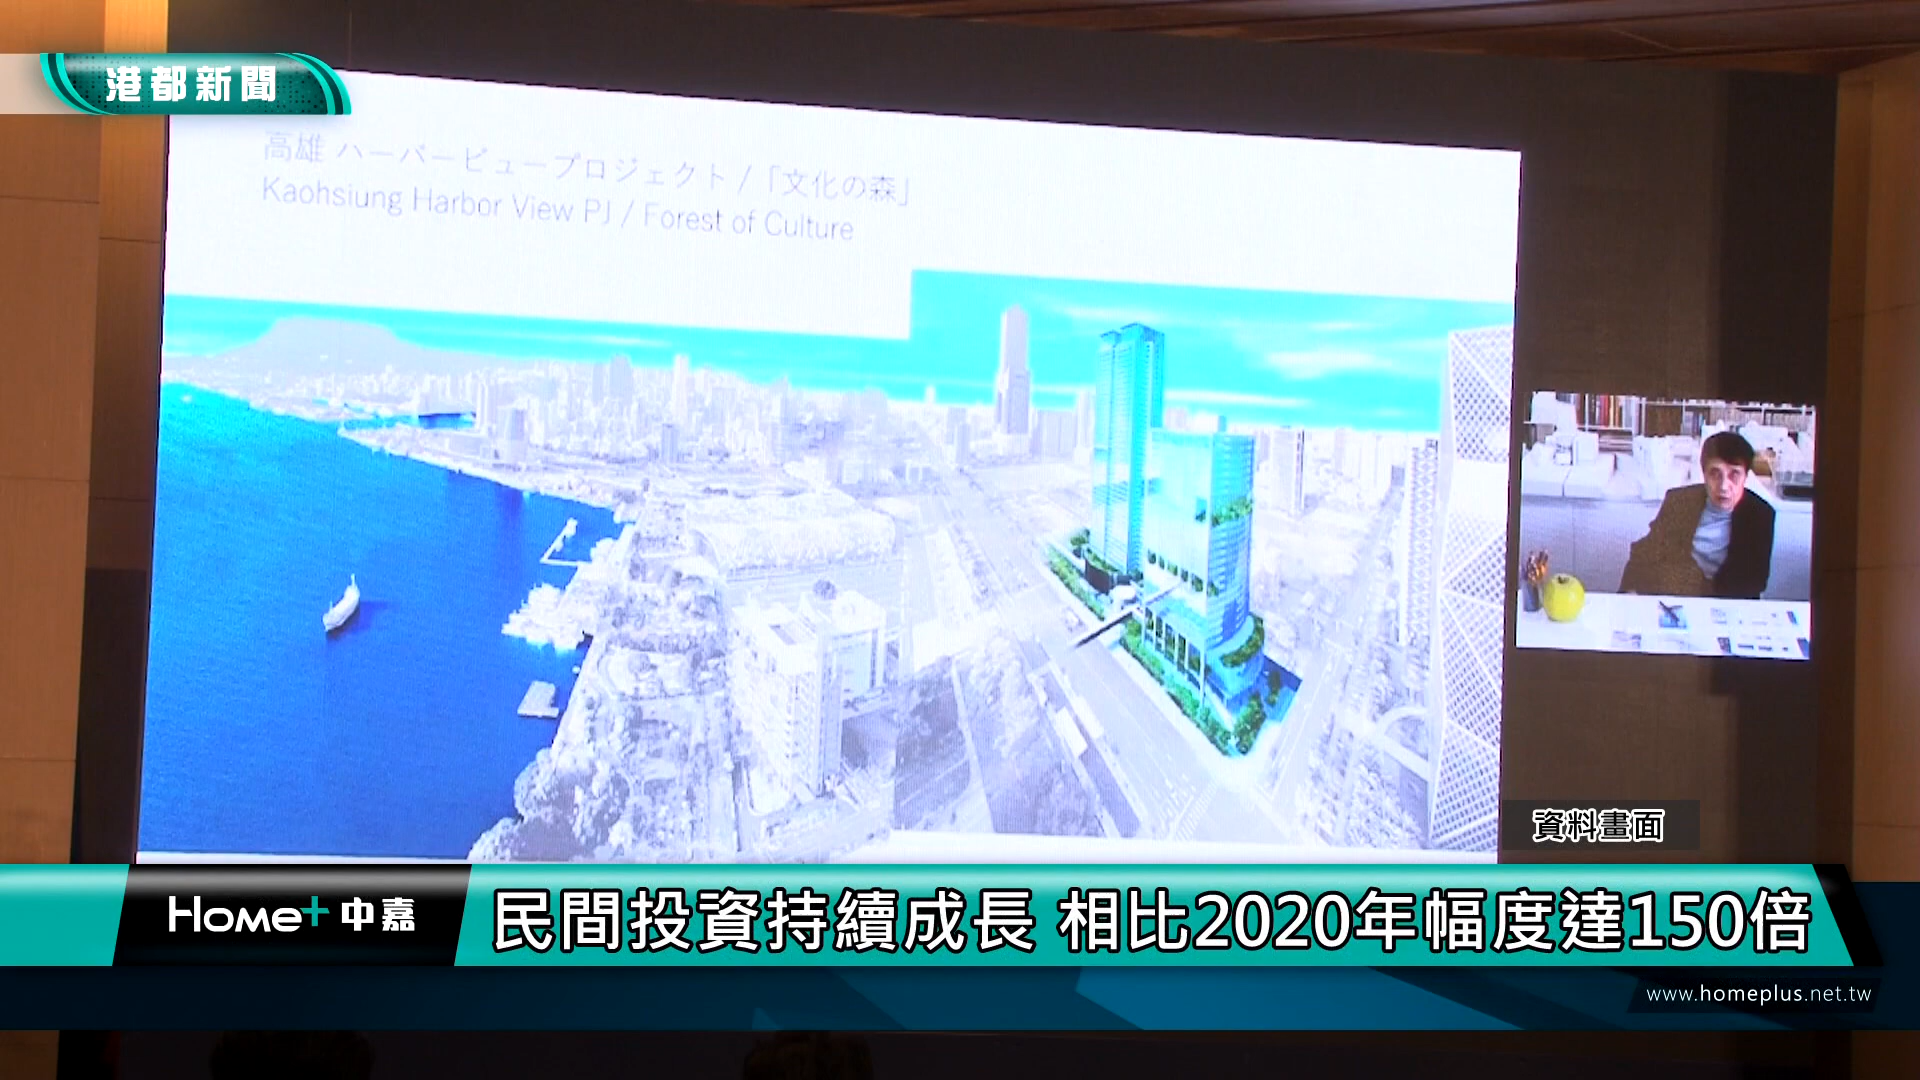 港都新聞
高雄 ハーバービュープロジェクト /「文化の森」
Kaohsiung Harbor View PJ / Forest of Culture
資料畫面
Home+ 中嘉
民間投資持續成長 相比2020年幅度達150倍
www.homeplus.net.tw